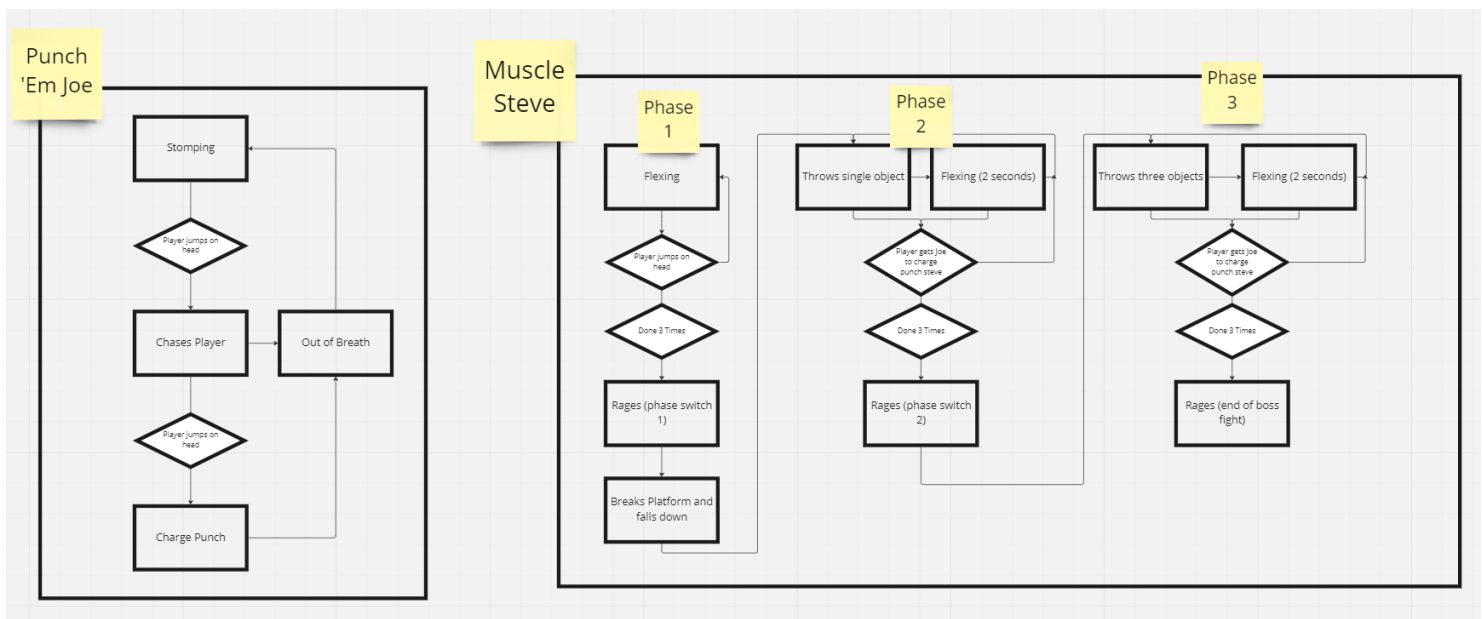 Punch
'Em Joe
Stomping
Player jumps on
head
Chases Player
Out of Breath
Player jumps on
head
Charge Punch
Muscle
Steve
Phase
1
Flexing
Player jumps on
head
Done 3 Times
Rages (phase switch
1)
Breaks Platform and
falls down
Phase
2
Throws single object
Flexing (2 seconds)
Player gets Joe
to charge
punch steve
Done 3 Times
Rages (phase switch
2)
Phase
3
Throws three objects
Flexing (2 seconds)
Player gets Joe
to charge
punch steve
Done 3 Times
Rages (end of boss
fight)